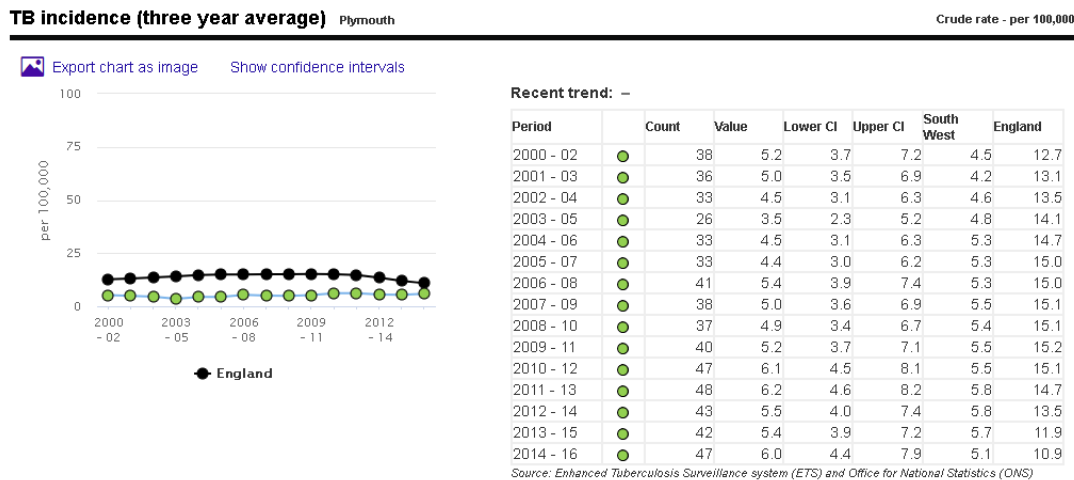 TB incidence (three year average) Plymouth
Crude rate - per 100,000
Export chart as image Show confidence intervals
100
75
50
25
0
per 100,000
2000 - 02
2003 - 05
2006 - 08
2009 - 11
2012 - 14
England
Recent trend: –
Period Count Value Lower CI Upper CI South West England
2000 - 02 38 5.2 3.7 7.2 4.5 12.7
2001 - 03 36 5.0 3.5 6.9 4.2 13.1
2002 - 04 33 4.5 3.1 6.3 4.6 13.5
2003 - 05 26 3.5 2.3 5.2 4.8 14.1
2004 - 06 33 4.5 3.1 6.3 5.3 14.7
2005 - 07 33 4.4 3.0 6.2 5.3 15.0
2006 - 08 41 5.4 3.9 7.4 5.3 15.0
2007 - 09 38 5.0 3.6 6.9 5.5 15.1
2008 - 10 37 4.9 3.4 6.7 5.4 15.1
2009 - 11 40 5.2 3.7 7.1 5.5 15.2
2010 - 12 47 6.1 4.5 8.1 5.5 15.1
2011 - 13 48 6.2 4.6 8.2 5.8 14.7
2012 - 14 43 5.5 4.0 7.4 5.8 13.5
2013 - 15 42 5.4 3.9 7.2 5.7 11.9
2014 - 16 47 6.0 4.4 7.9 5.1 10.9
Source: Enhanced Tuberculosis Surveillance system (ETS) and Office for National Statistics (ONS)